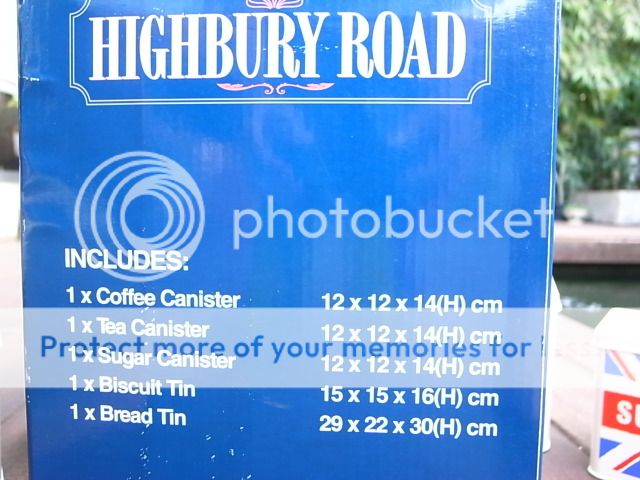 HIGHBURY ROAD
photobucket
INCLUDES:
1 x Coffee Canister 12 x 12 x 14(H) cm
1 x Tea Canister 12 x 12 x 14(H) cm
Protect more of your memories for
1 x Sugar Canister 12 x 12 x 14(H) cm
1 x Biscuit Tin 15 x 15 x 16(H) cm
1 x Bread Tin 29 x 22 x 30(H) cm
SU